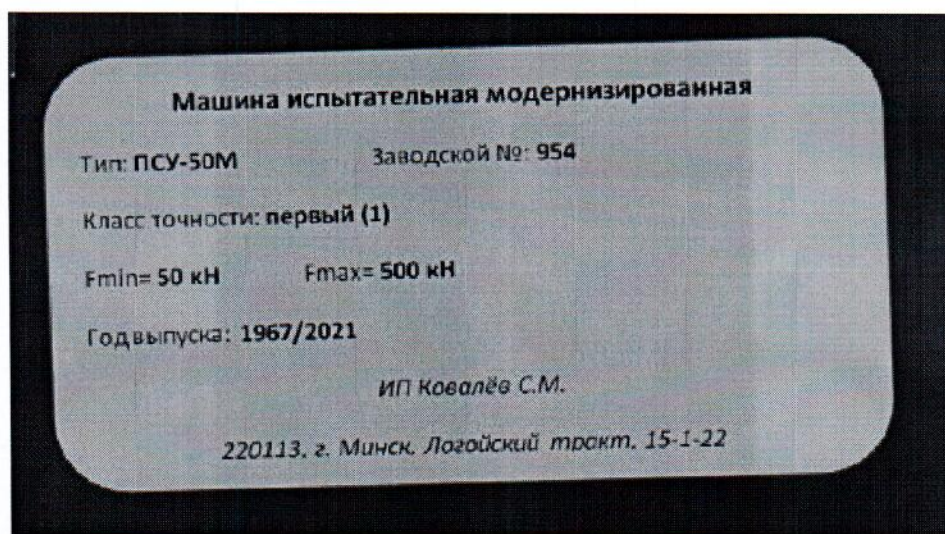 Машина испытательная модернизированная
Тип: ПСУ-50М Заводской №: 954
Класс точности: первый (1)
Fmin= 50 кН Fmax= 500 кН
Год выпуска: 1967/2021
ИП Ковалёв С.М.
220113, г. Минск, Логойский тракт, 15-1-22